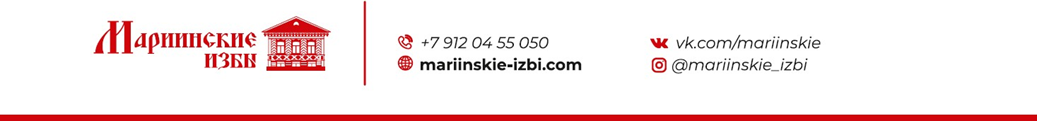 Мариинские
избы
+7 912 04 55 050
mariinskie-izbi.com
vk.com/mariinskie
@mariinskie_izbi